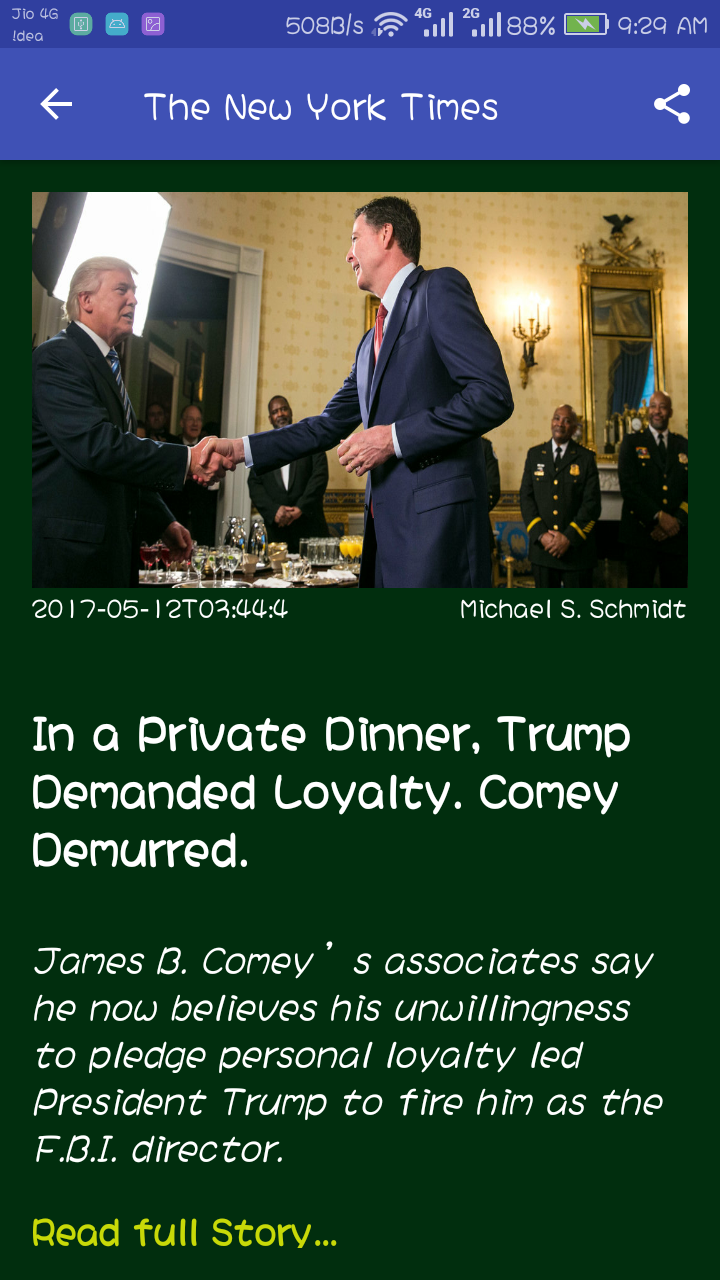 Jio 4G
Idea
508B/s 4G 2G 88% 9:29 AM
The New York Times
2017-05-12T03:44:4 Michael S. Schmidt
In a Private Dinner, Trump
Demanded Loyalty. Comey
Demurred.
James B. Comey’s associates say
he now believes his unwillingness
to pledge personal loyalty led
President Trump to fire him as the
F.B.I. director.
Read full Story...